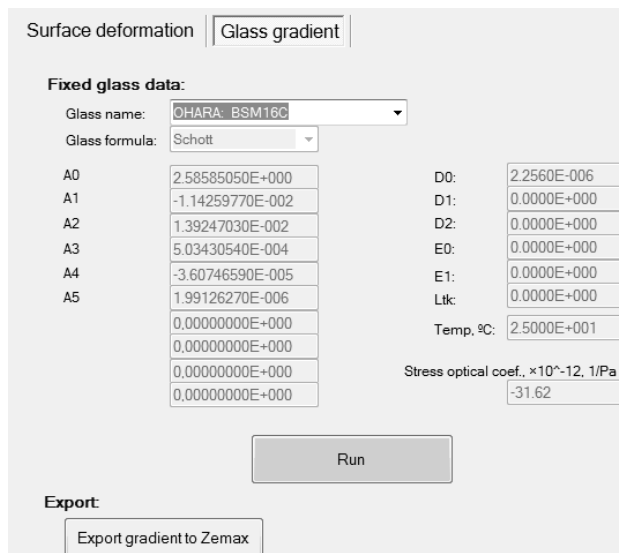 Surface deformation Glass gradient
Fixed glass data:
Glass name: OHARA: BSM16C
Glass formula: Schott
A0 2.58585050E+000 D0: 2.2560E-006
A1 -1.14259770E-002 D1: 0.0000E+000
A2 1.39247030E-002 D2: 0.0000E+000
A3 5.03430540E-004 E0: 0.0000E+000
A4 -3.60746590E-005 E1: 0.0000E+000
A5 1.99126270E-006 Ltk: 0.0000E+000
0,00000000E+000 Temp, ºC: 2.5000E+001
0,00000000E+000
0,00000000E+000 Stress optical coef., ×10^-12, 1/Pa
0,00000000E+000 -31.62
Run
Export:
Export gradient to Zemax